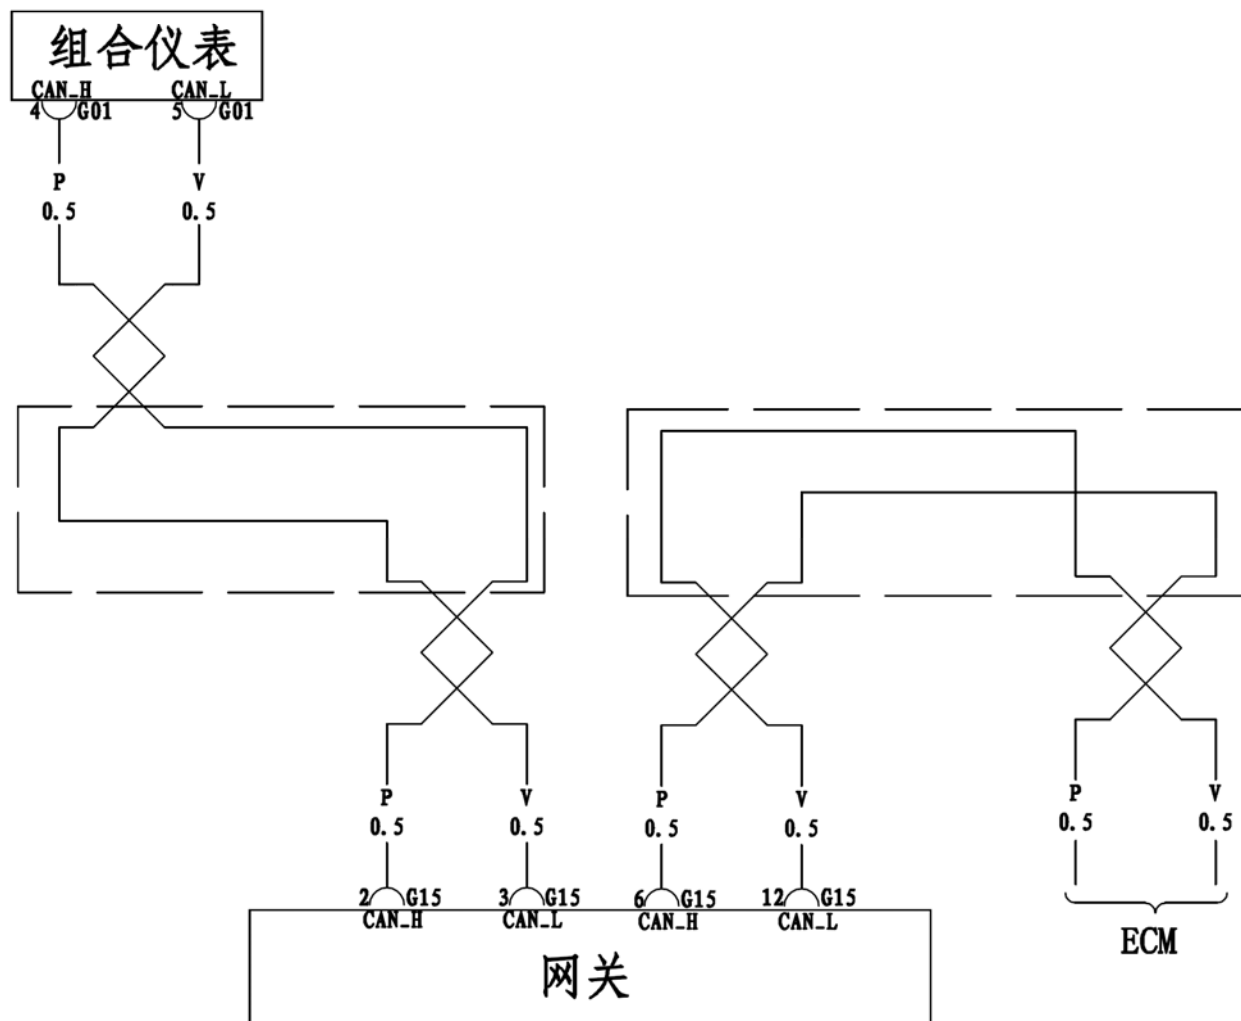 组合仪表
CAN_H CAN_L
4 G01 5 G01
P V
0.5 0.5
P V P V P V
0.5 0.5 0.5 0.5 0.5 0.5
2 G15 3 G15 6 G15 12 G15
CAN_H CAN_L CAN_H CAN_L
ECM
网关